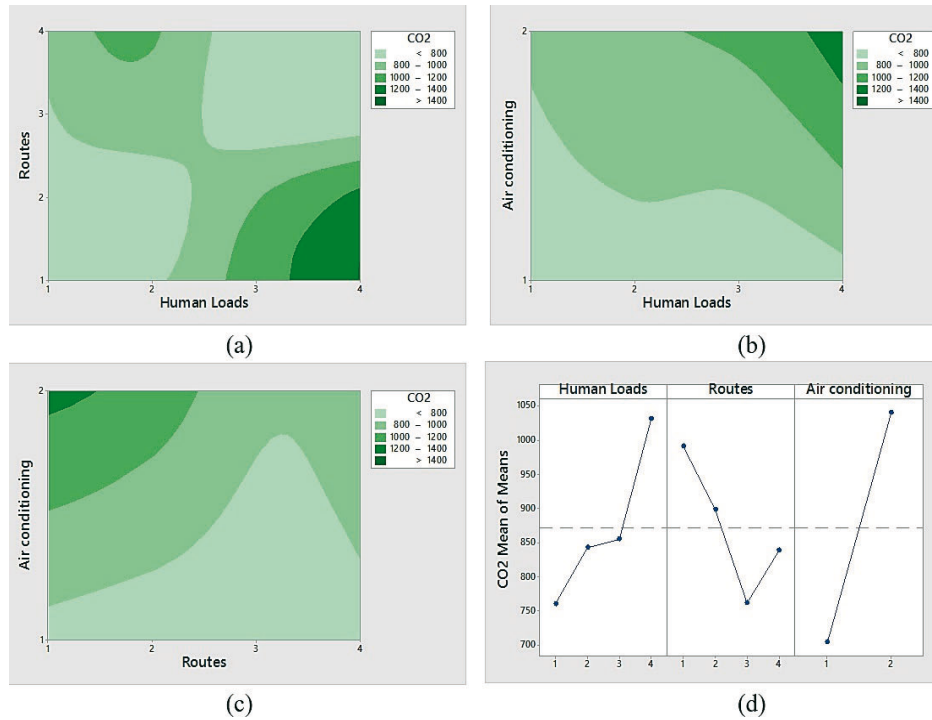 CO2
< 800
800 – 1000
1000 – 1200
1200 – 1400
> 1400
Routes
4
3
2
1
1 2 3 4
Human Loads
(a)
CO2
< 800
800 – 1000
1000 – 1200
1200 – 1400
> 1400
Air conditioning
2
1
1 2 3 4
Human Loads
(b)
CO2
< 800
800 – 1000
1000 – 1200
1200 – 1400
> 1400
Air conditioning
2
1
1 2 3 4
Routes
(c)
Human Loads Routes Air conditioning
CO2 Mean of Means
1050
1000
950
900
850
800
750
700
1 2 3 4 1 2 3 4 1 2
(d)